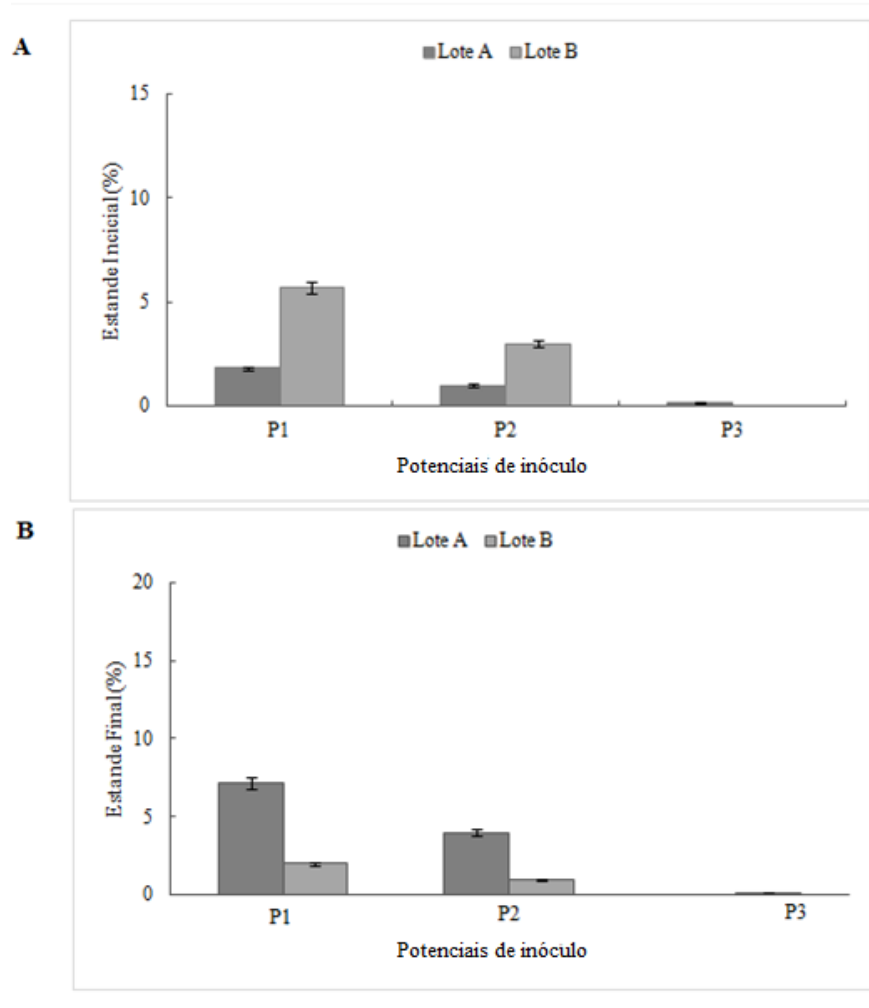 A
Lote A Lote B
15
10
5
0
Estande Incicial (%)
P1 P2 P3
Potenciais de inóculo
B
Lote A Lote B
20
15
10
5
0
Estande Final (%)
P1 P2 P3
Potenciais de inóculo